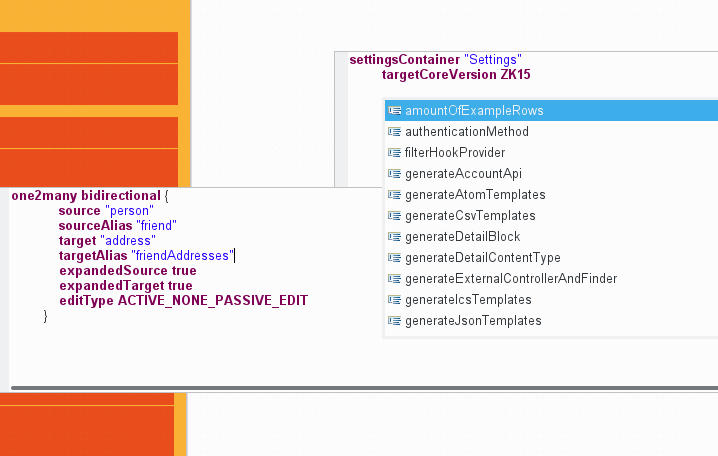 settingsContainer "Settings"
targetCoreVersion ZK15
amountOfExampleRows
authenticationMethod
filterHookProvider
generateAccountApi
generateAtomTemplates
generateCsvTemplates
generateDetailBlock
generateDetailContentType
generateExternalControllerAndFinder
generateIcsTemplates
generateJsonTemplates
one2many bidirectional {
source "person"
sourceAlias "friend"
target "address"
targetAlias "friendAddresses"
expandedSource true
expandedTarget true
editType ACTIVE_NONE_PASSIVE_EDIT
}